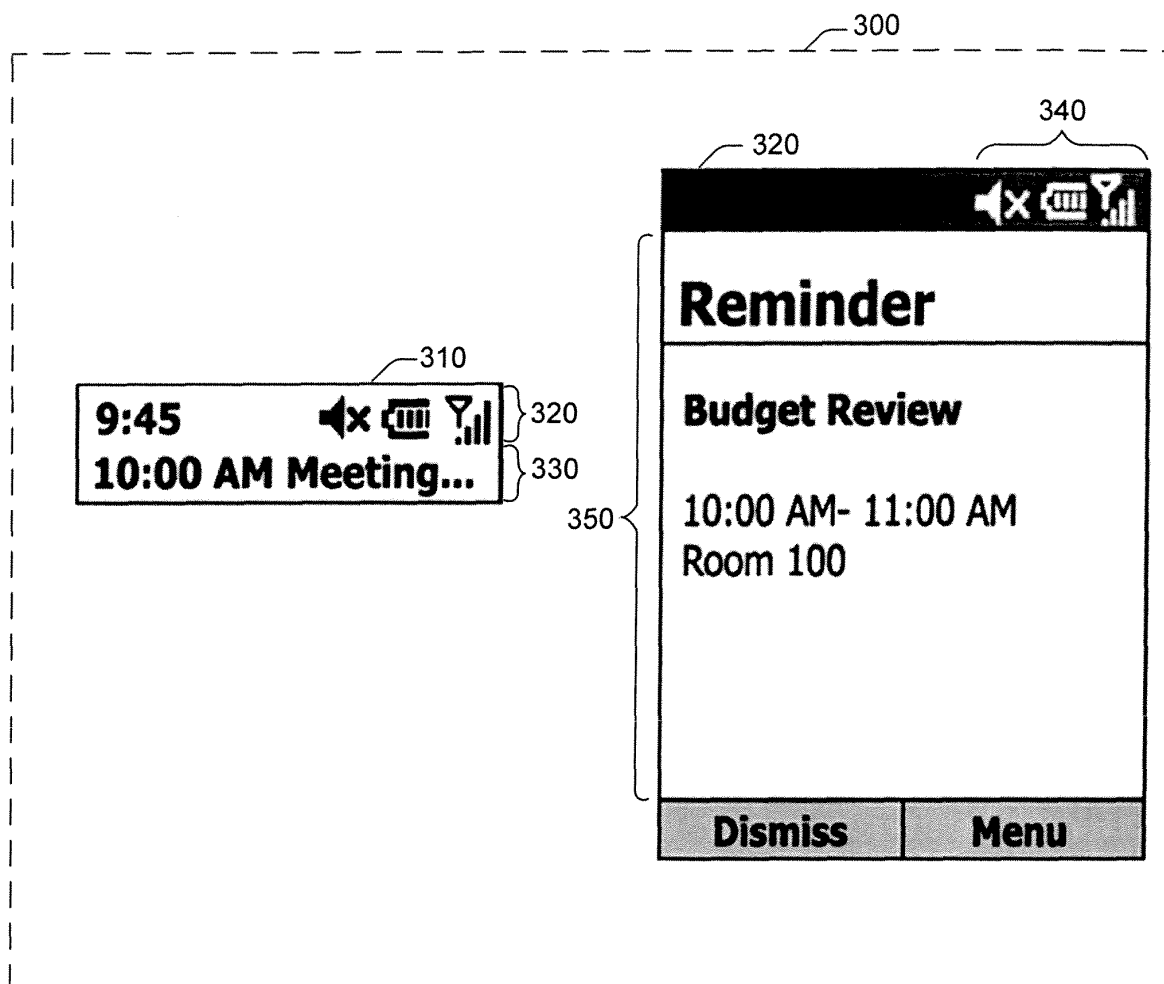 300
340
320
Reminder
310
9:45
320
Budget Review
10:00 AM Meeting...
330
350
10:00 AM- 11:00 AM
Room 100
Dismiss
Menu